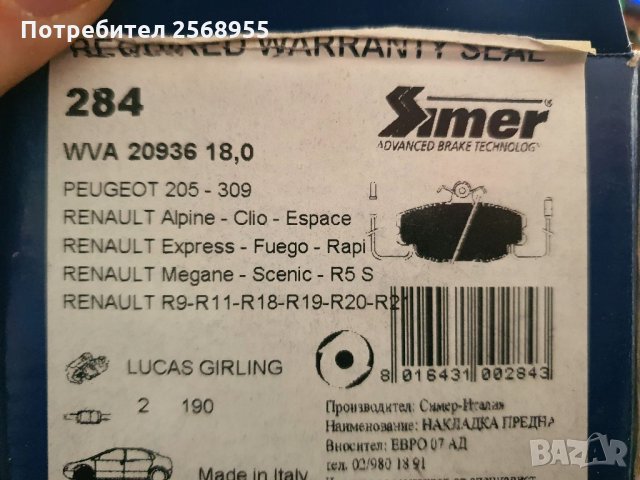 Потребител 2568955
REQUIRED WARRANTY SEAL
284
Simer®
ADVANCED BRAKE TECHNOLOGY
WVA 20936 18,0
PEUGEOT 205 - 309
RENAULT Alpine - Clio - Espace
RENAULT Express - Fuego - Rapi
RENAULT Megane - Scenic - R5 S
RENAULT R9-R11-R18-R19-R20-R21
LUCAS GIRLING
2 190
8 016431 002843
Made in Italy
Производител: Симер-Италия
Наименование: НАКЛАДКА ПРЕДНА
Вносител: ЕВРО 07 АД
тел. 02/980 18 91
BAZAR